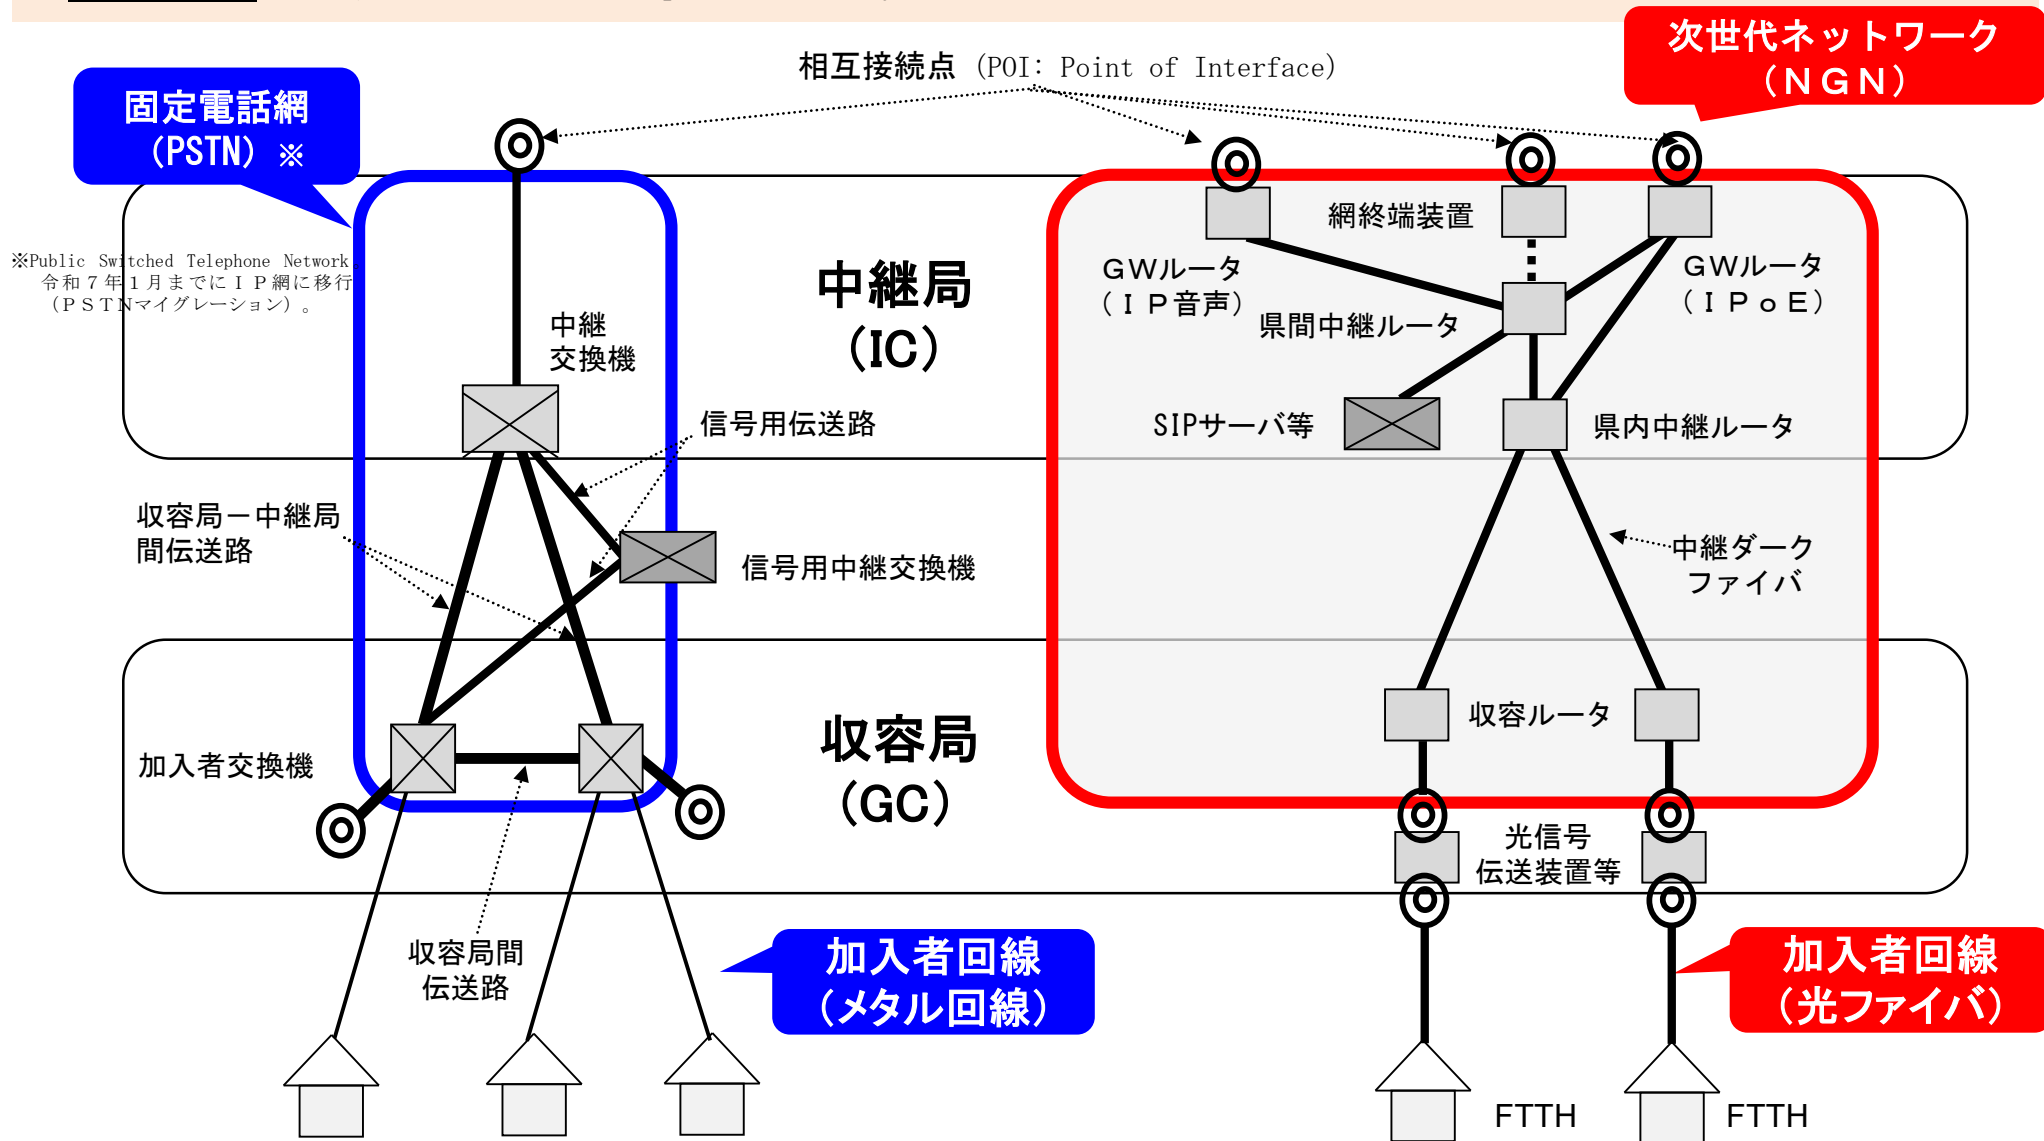 相互接続点（POI: Point of Interface）
次世代ネットワーク
（ＮＧＮ）
固定電話網
（PSTN）※
※Public Switched Telephone Network。
令和７年１月までにＩＰ網に移行
（ＰＳＴＮマイグレーション）。
中継局
（IC）
中継
交換機
網終端装置
ＧＷルータ
（ＩＰ音声）
ＧＷルータ
（ＩＰｏＥ）
県間中継ルータ
信号用伝送路
SIPサーバ等
県内中継ルータ
収容局－中継局
間伝送路
信号用中継交換機
中継ダーク
ファイバ
収容局
（GC）
加入者交換機
収容ルータ
光信号
伝送装置等
収容局間
伝送路
加入者回線
（メタル回線）
加入者回線
（光ファイバ）
FTTH
FTTH